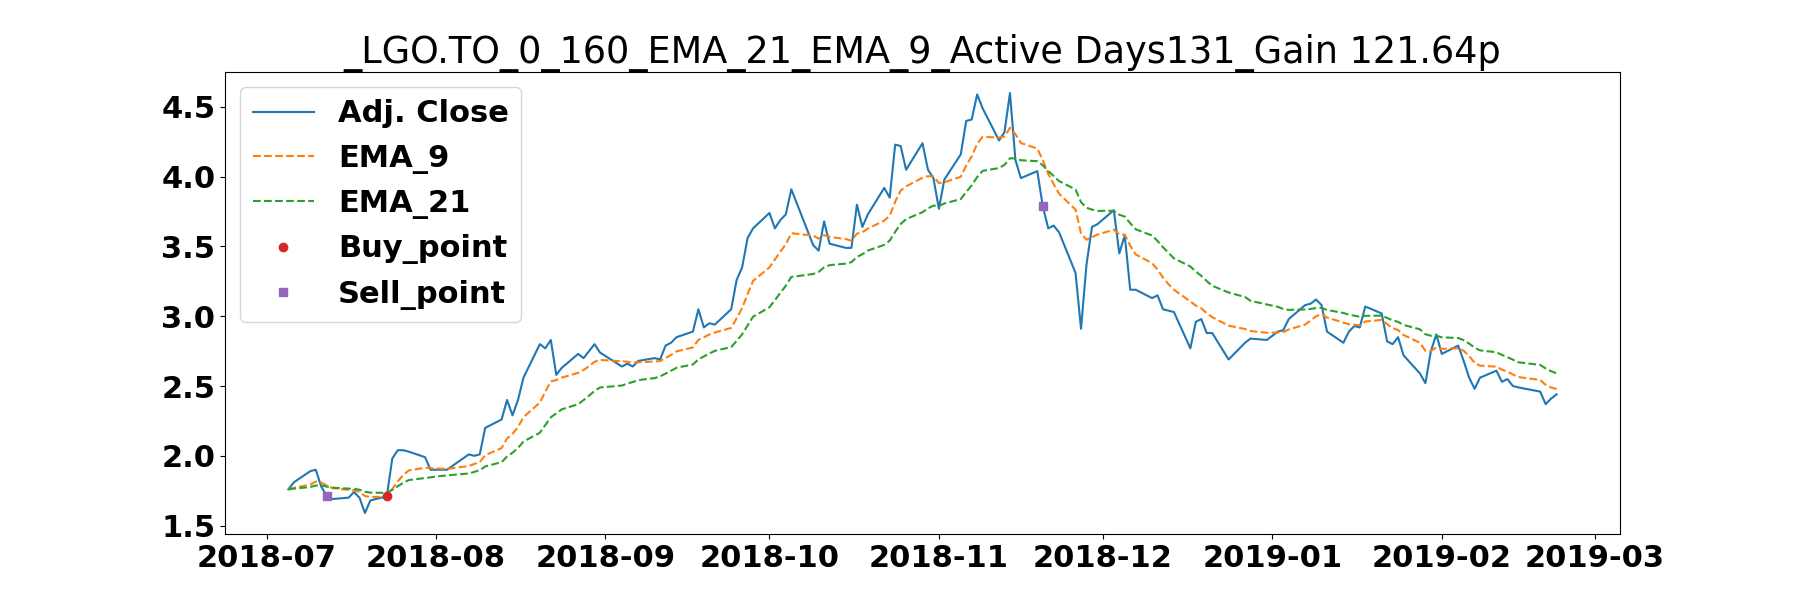 _LGO.TO_0_160_EMA_21_EMA_9_Active Days131_Gain 121.64p
Adj. Close
EMA_9
EMA_21
Buy_point
Sell_point
4.5
4.0
3.5
3.0
2.5
2.0
1.5
2018-07 2018-08 2018-09 2018-10 2018-11 2018-12 2019-01 2019-02 2019-03